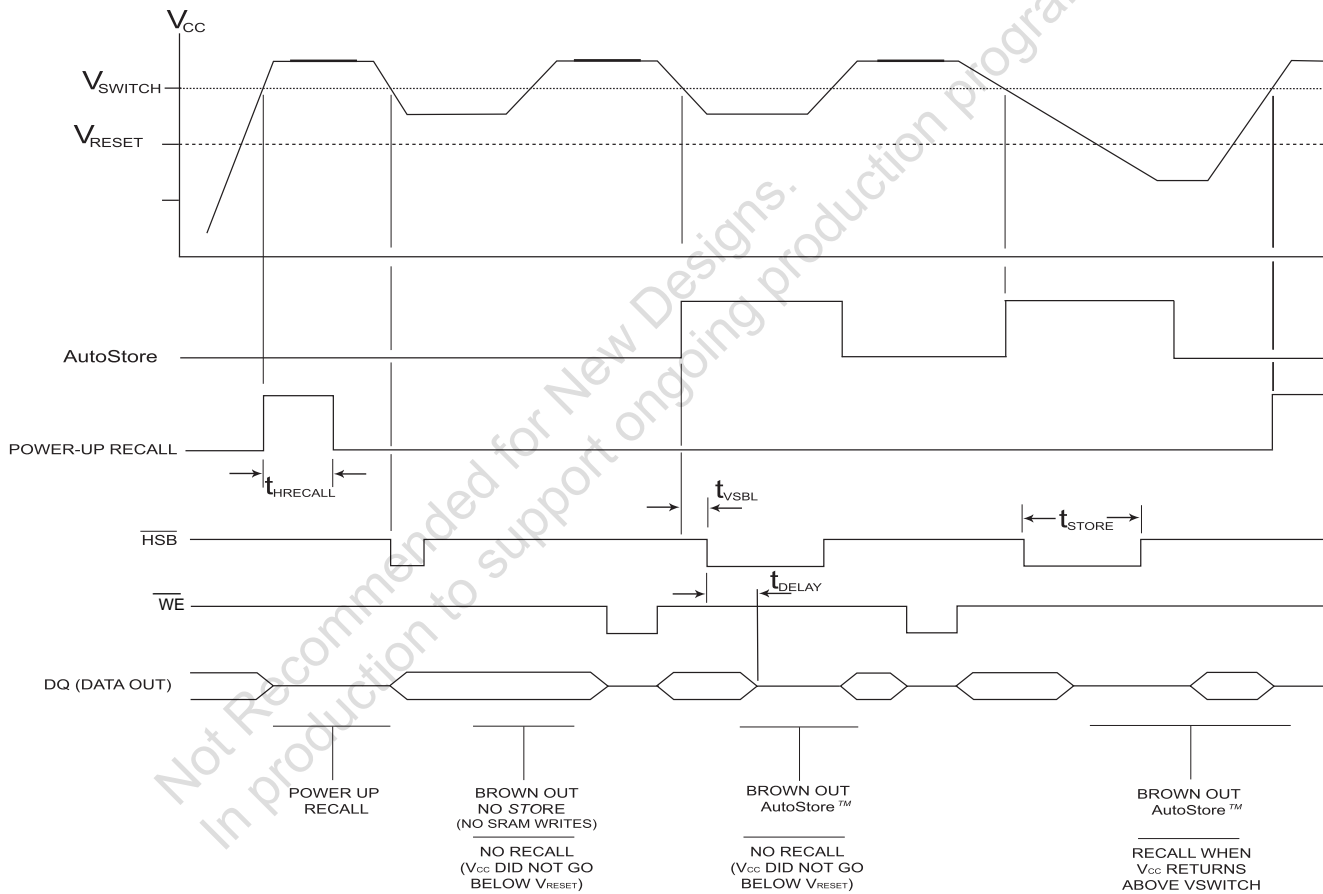 VCC
VSWITCH
VRESET
AutoStore
POWER-UP RECALL
tHRECALL
tVSBL
HSB
tSTORE
tDELAY
WE
DQ (DATA OUT)
POWER UP
RECALL
BROWN OUT
NO STORE
(NO SRAM WRITES)
NO RECALL
(VCC DID NOT GO
BELOW VRESET)
BROWN OUT
AutoStore™
NO RECALL
(VCC DID NOT GO
BELOW VRESET)
BROWN OUT
AutoStore™
RECALL WHEN
VCC RETURNS
ABOVE VSWITCH
Not Recommended for New Designs.
In production to support ongoing production